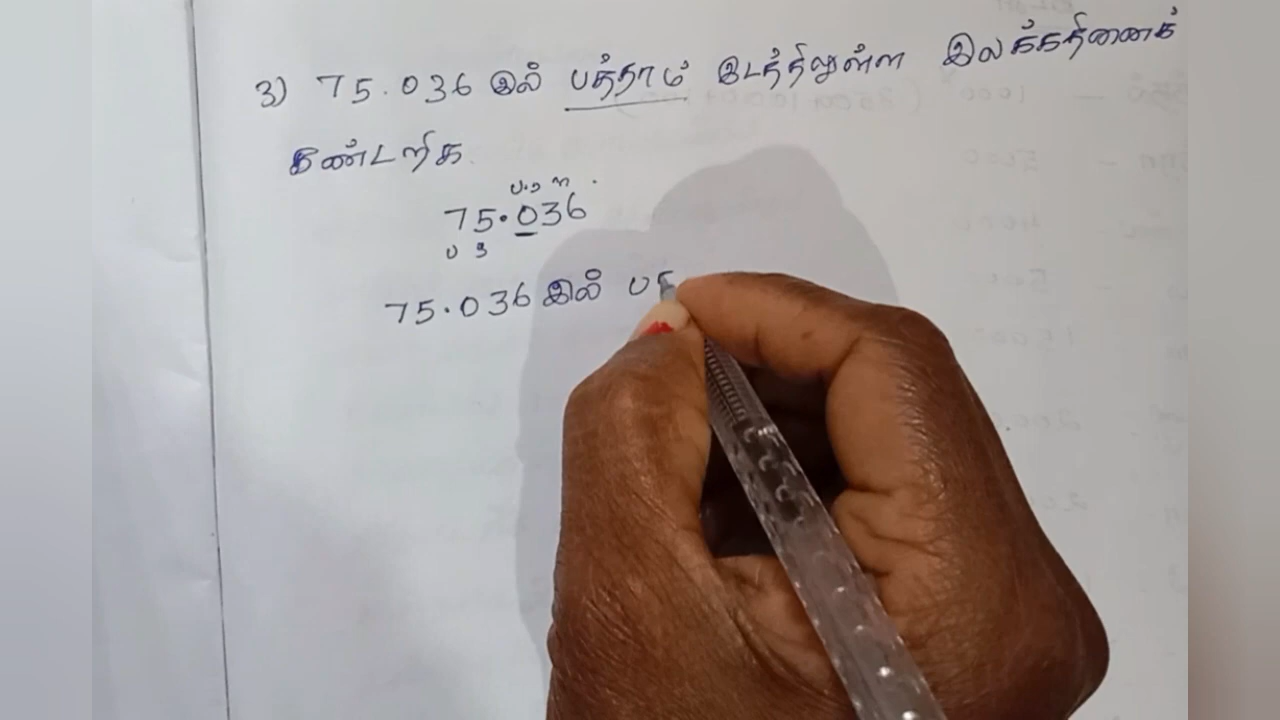 3) 75.036 இல் பத்தாம் இடத்திலுள்ள இலக்கத்தினைக்
கண்டறிக.
75.036
ப ஒ
75.036 இல் ப